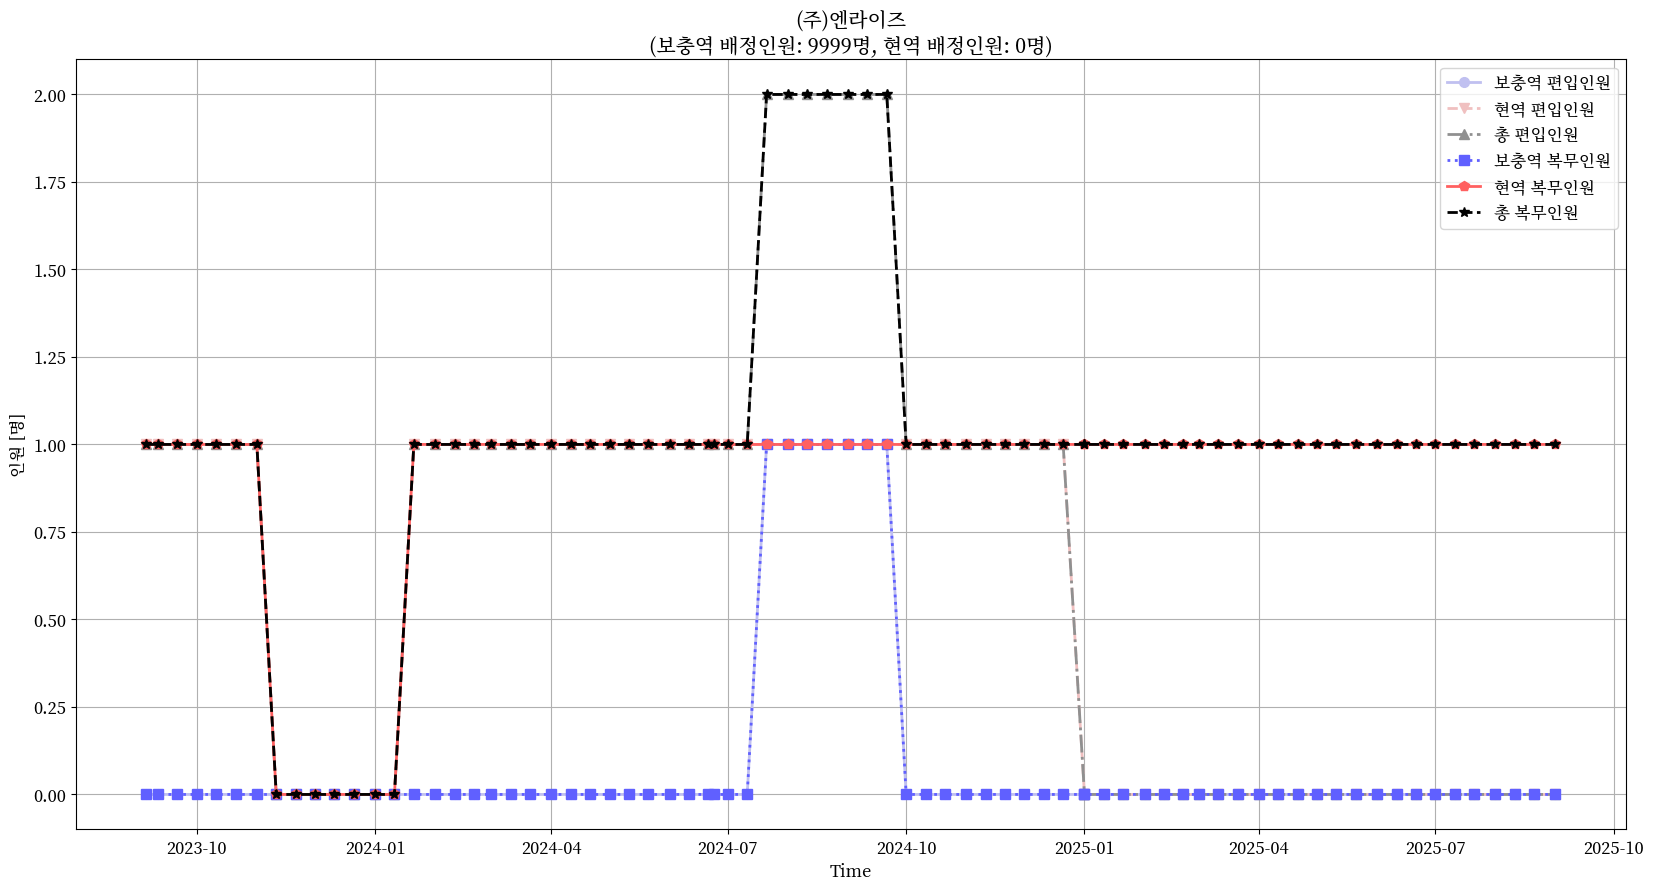 (주)엔라이즈
(보충역 배정인원: 9999명, 현역 배정인원: 0명)
인원 [명]
2.00
1.75
1.50
1.25
1.00
0.75
0.50
0.25
0.00
보충역 편입인원
현역 편입인원
총 편입인원
보충역 복무인원
현역 복무인원
총 복무인원
2023-10
2024-01
2024-04
2024-07
2024-10
2025-01
2025-04
2025-07
2025-10
Time